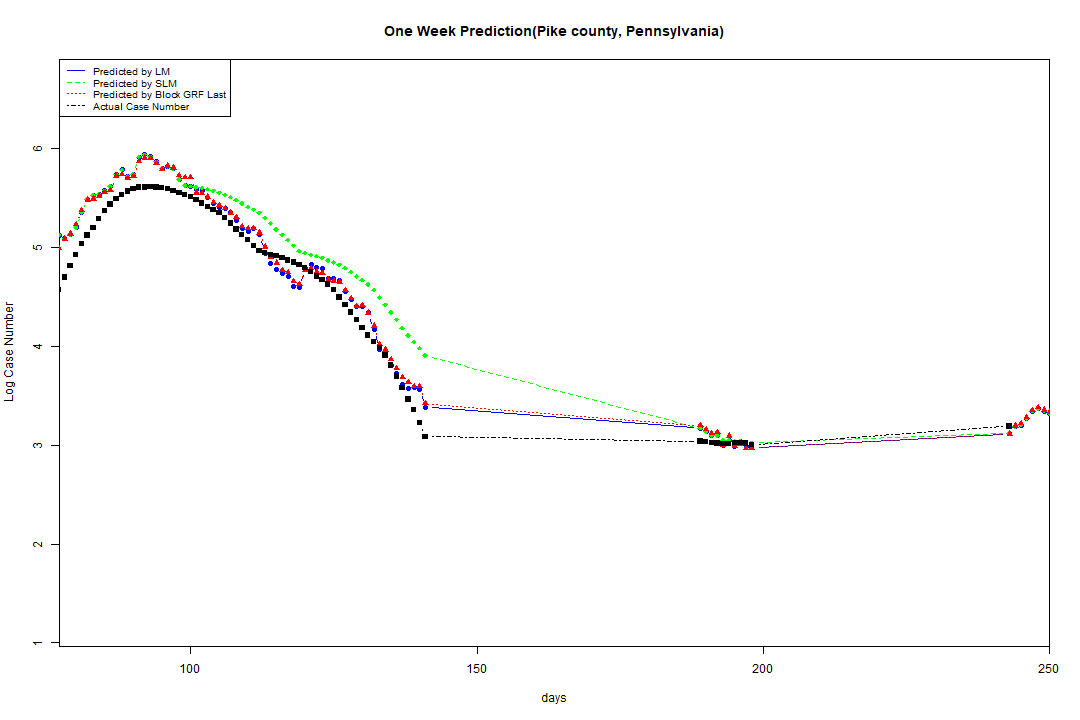 One Week Prediction(Pike county, Pennsylvania)
Predicted by LM
Predicted by SLM
Predicted by Block GRF Last
Actual Case Number
6
5
4
3
2
1
Log Case Number
100
150
200
250
days